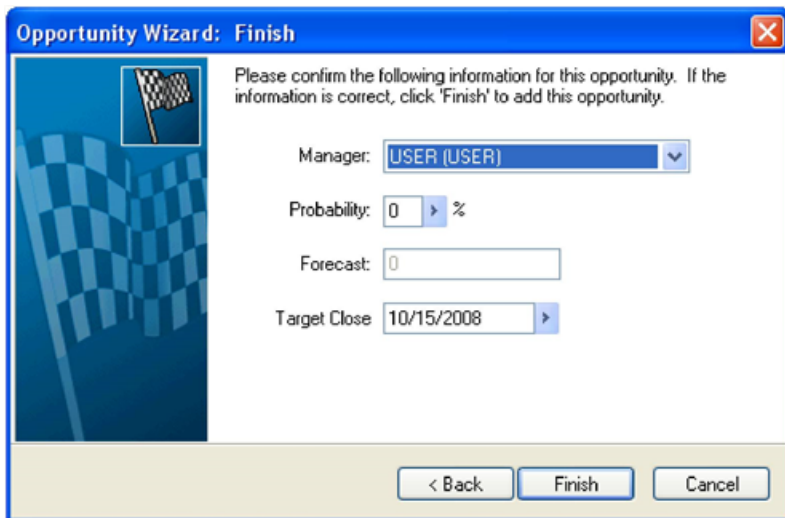 Opportunity Wizard: Finish
Please confirm the following information for this opportunity. If the
information is correct, click 'Finish' to add this opportunity.
Manager: USER (USER)
Probability: 0 %
Forecast: 0
Target Close 10/15/2008
< Back Finish Cancel